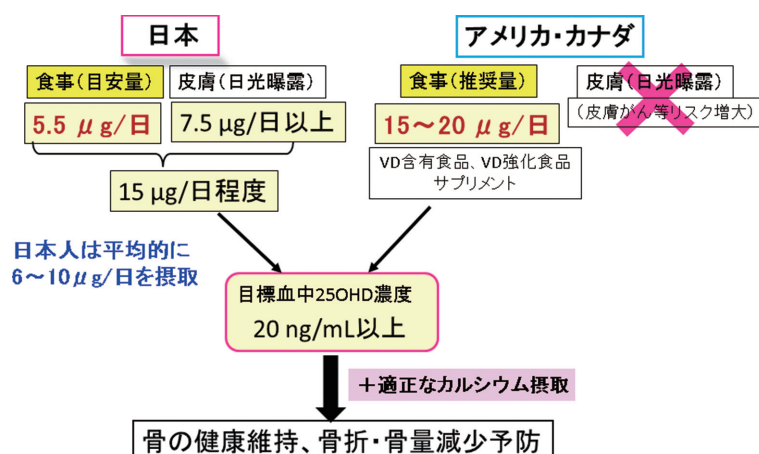 日本
アメリカ・カナダ
食事(目安量)
皮膚(日光曝露)
5.5 μg/日
7.5 μg/日以上
15 μg/日程度
食事(推奨量)
皮膚(日光曝露)
15～20 μg/日
(皮膚がん等リスク増大)
VD含有食品、VD強化食品
サプリメント
日本人は平均的に
6～10μg/日を摂取
目標血中25OHD濃度
20 ng/mL以上
＋適正なカルシウム摂取
骨の健康維持、骨折・骨量減少予防